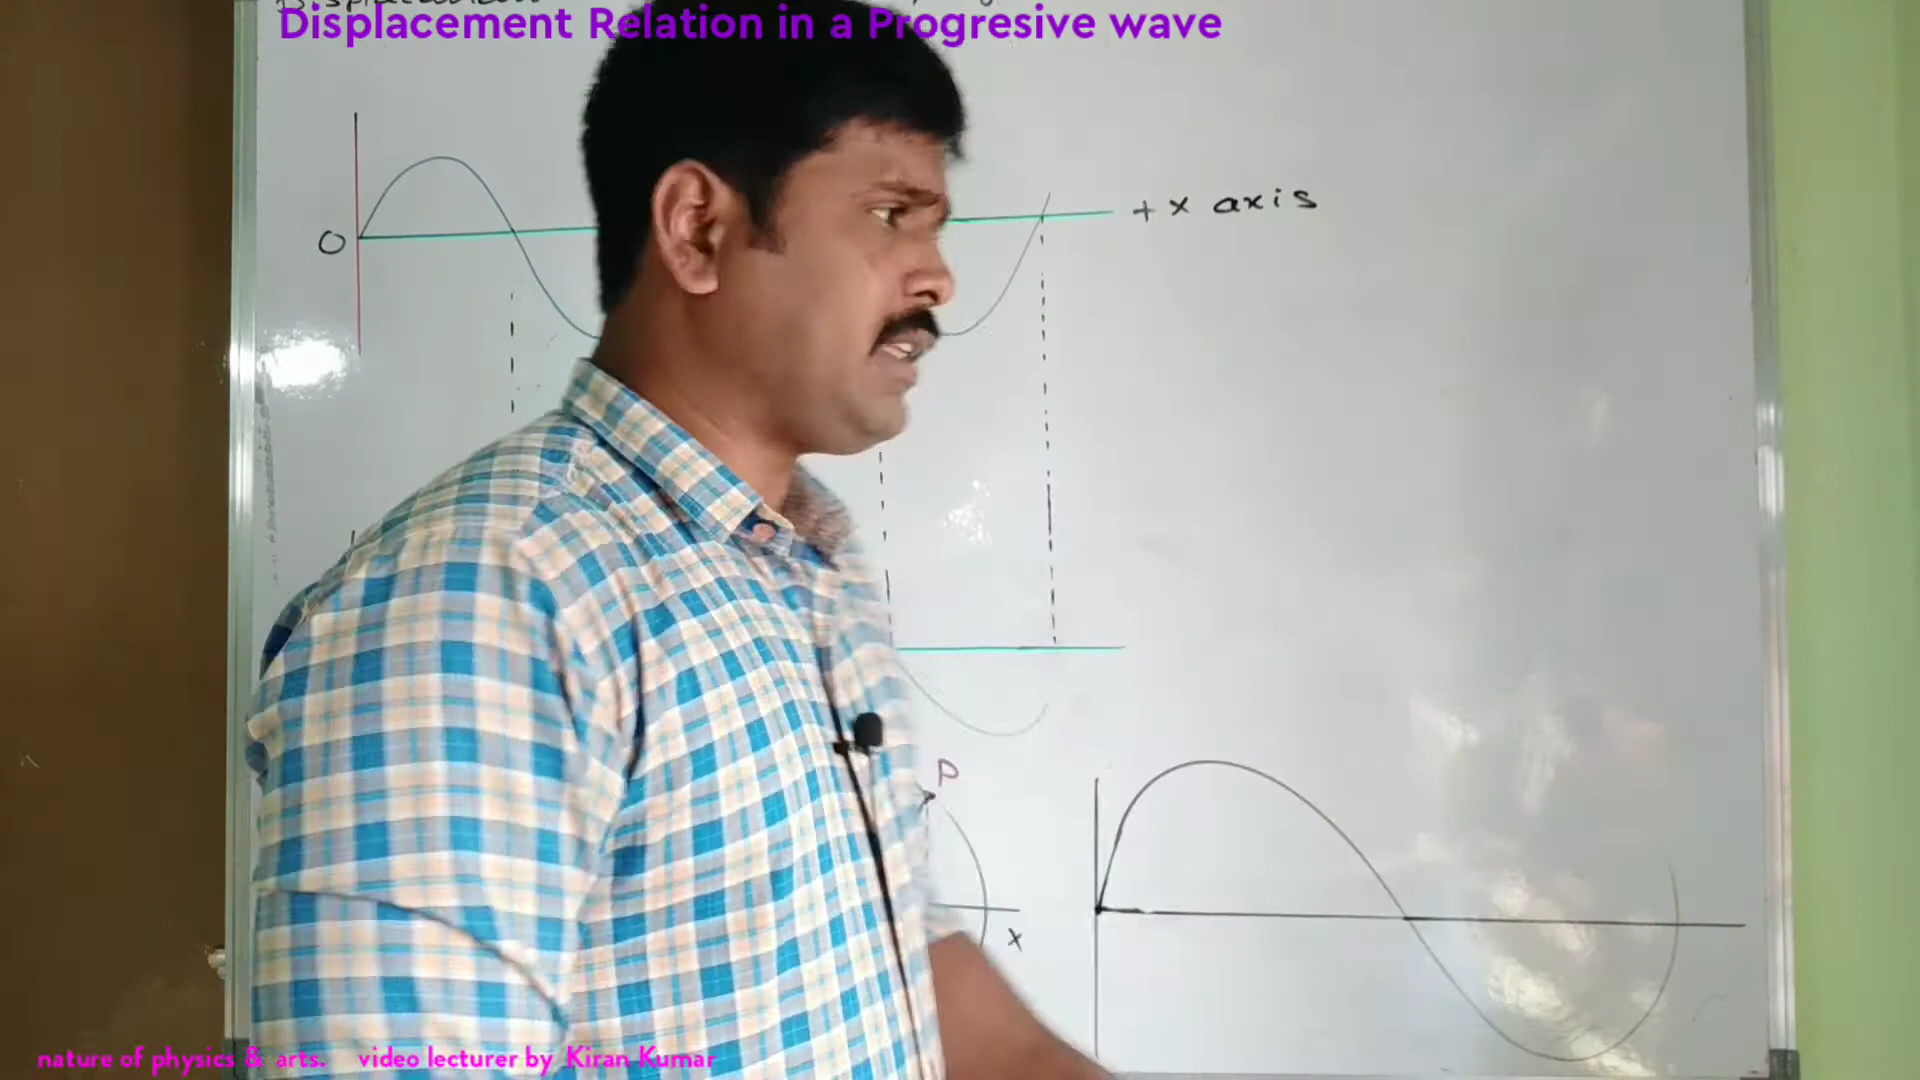 Displacement Relation in a Progresive wave
+ x axis
O
P
x
nature of physics & arts. video lecturer by Kiran Kumar